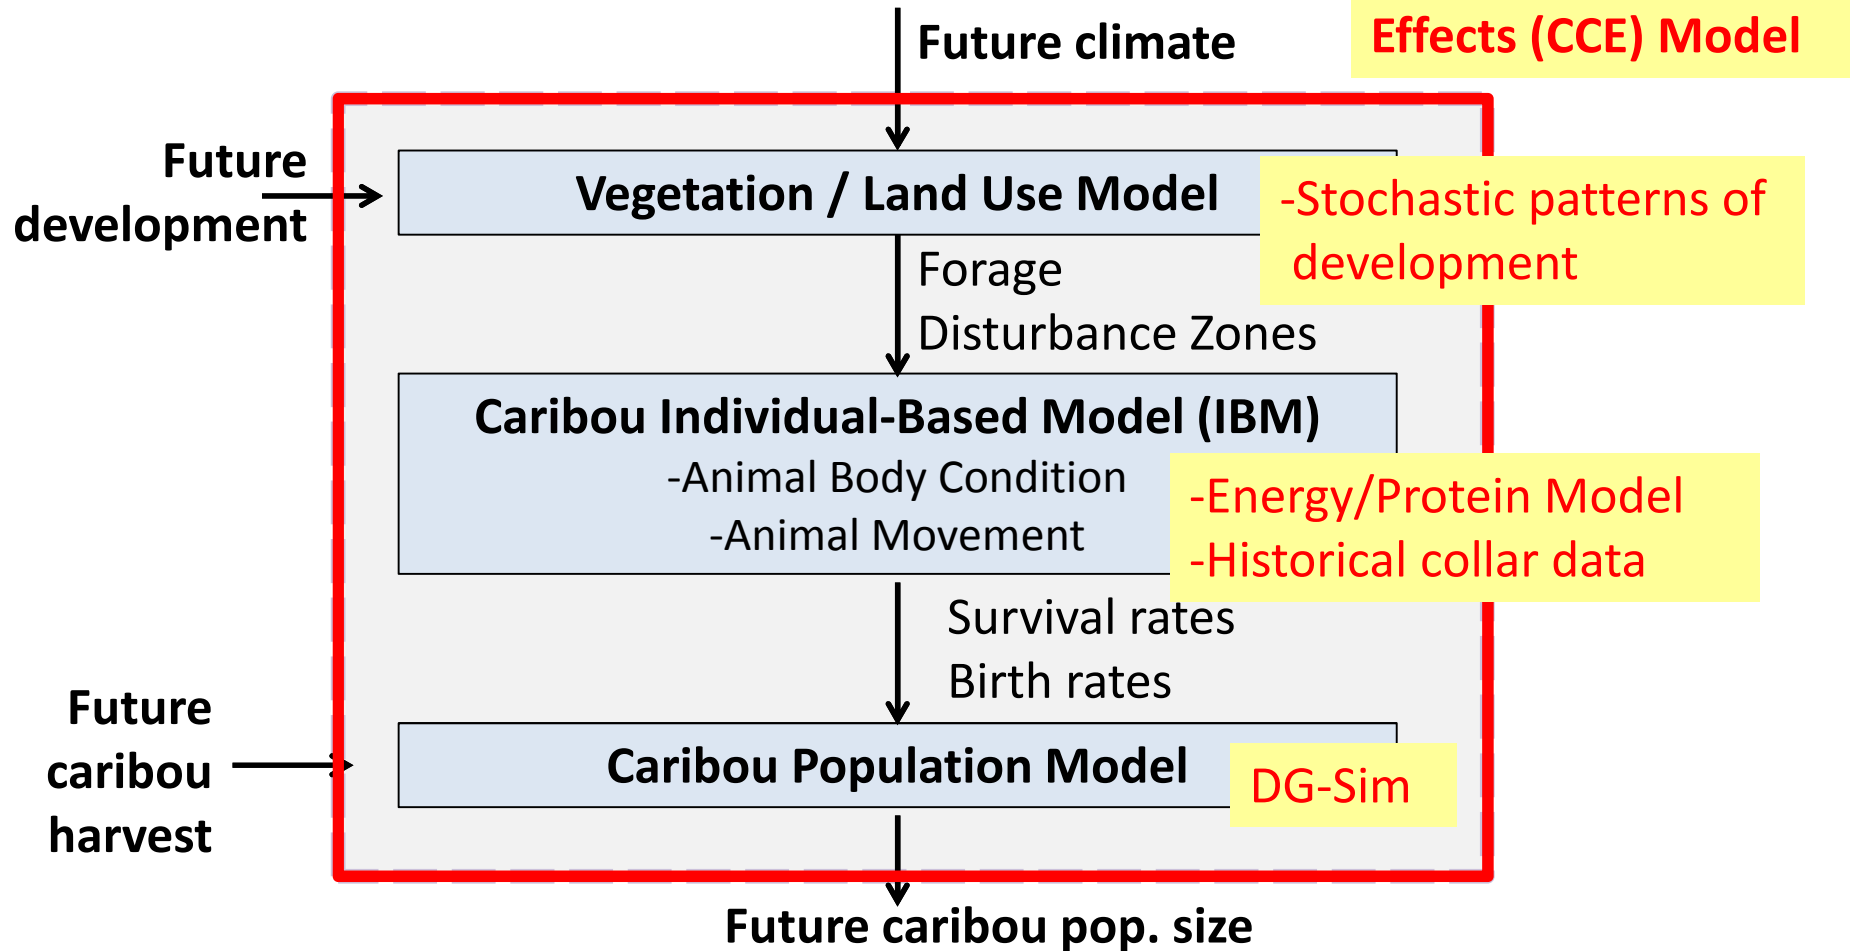 Future climate
Effects (CCE) Model
Future
development
Vegetation / Land Use Model
-Stochastic patterns of
development
Forage
Disturbance Zones
Caribou Individual-Based Model (IBM)
-Animal Body Condition
-Animal Movement
-Energy/Protein Model
-Historical collar data
Survival rates
Birth rates
Future
caribou
harvest
Caribou Population Model
DG-Sim
Future caribou pop. size